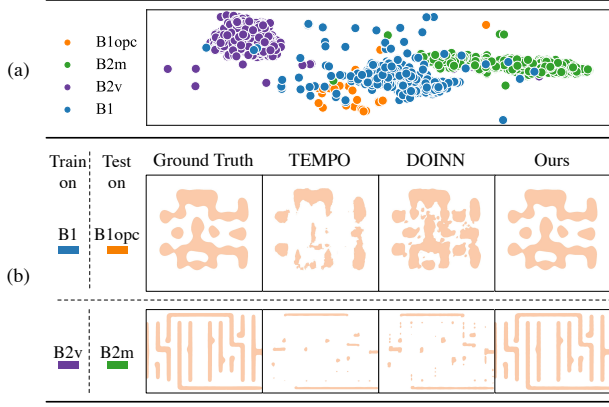 (a)
B1opc
B2m
B2v
B1
Train on
Test on
Ground Truth
TEMPO
DOINN
Ours
(b)
B1
B1opc
B2v
B2m